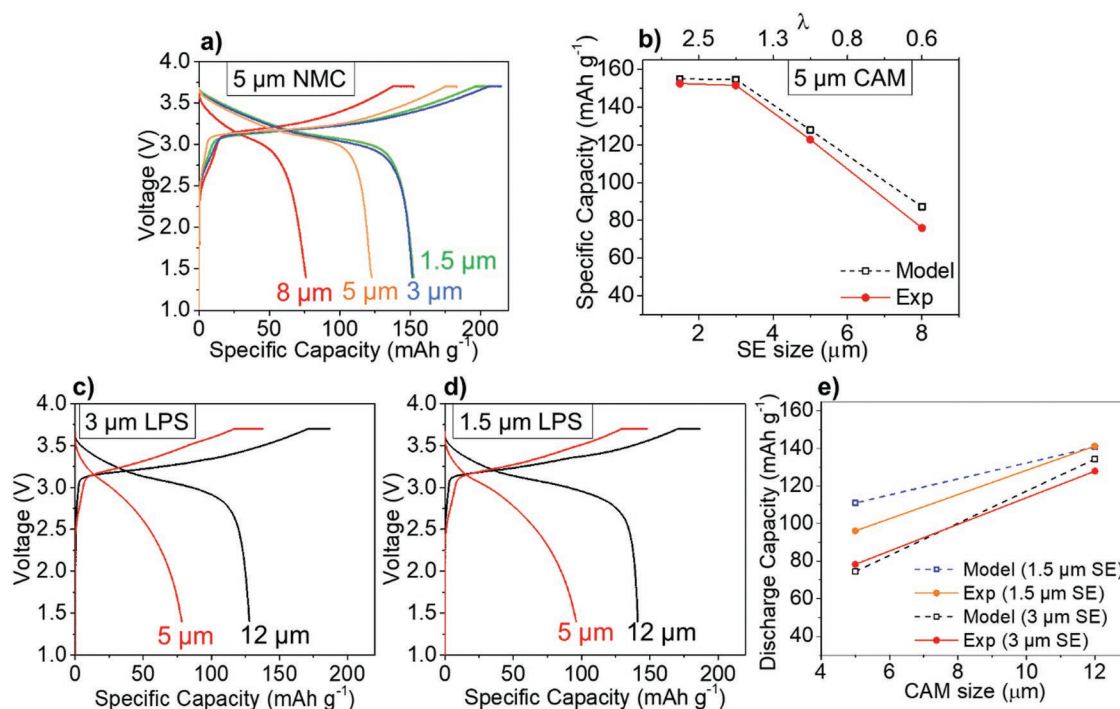 a)
5 µm NMC
Voltage (V)
4.0
3.5
3.0
2.5
2.0
1.5
1.0
8 µm
5 µm
3 µm
1.5 µm
0 50 100 150 200
Specific Capacity (mAh g⁻¹)
b)
λ
2.5 1.3 0.8 0.6
5 µm CAM
Specific Capacity (mAh g⁻¹)
160
140
120
100
80
60
40
Model
Exp
2 4 6 8
SE size (µm)
c)
3 µm LPS
Voltage (V)
4.0
3.5
3.0
2.5
2.0
1.5
1.0
5 µm
12 µm
0 50 100 150 200
Specific Capacity (mAh g⁻¹)
d)
1.5 µm LPS
Voltage (V)
4.0
3.5
3.0
2.5
2.0
1.5
1.0
5 µm
12 µm
0 50 100 150 200
Specific Capacity (mAh g⁻¹)
e)
Discharge Capacity (mAh g⁻¹)
160
140
120
100
80
60
40
Model (1.5 µm SE)
Exp (1.5 µm SE)
Model (3 µm SE)
Exp (3 µm SE)
4 6 8 10 12
CAM size (µm)